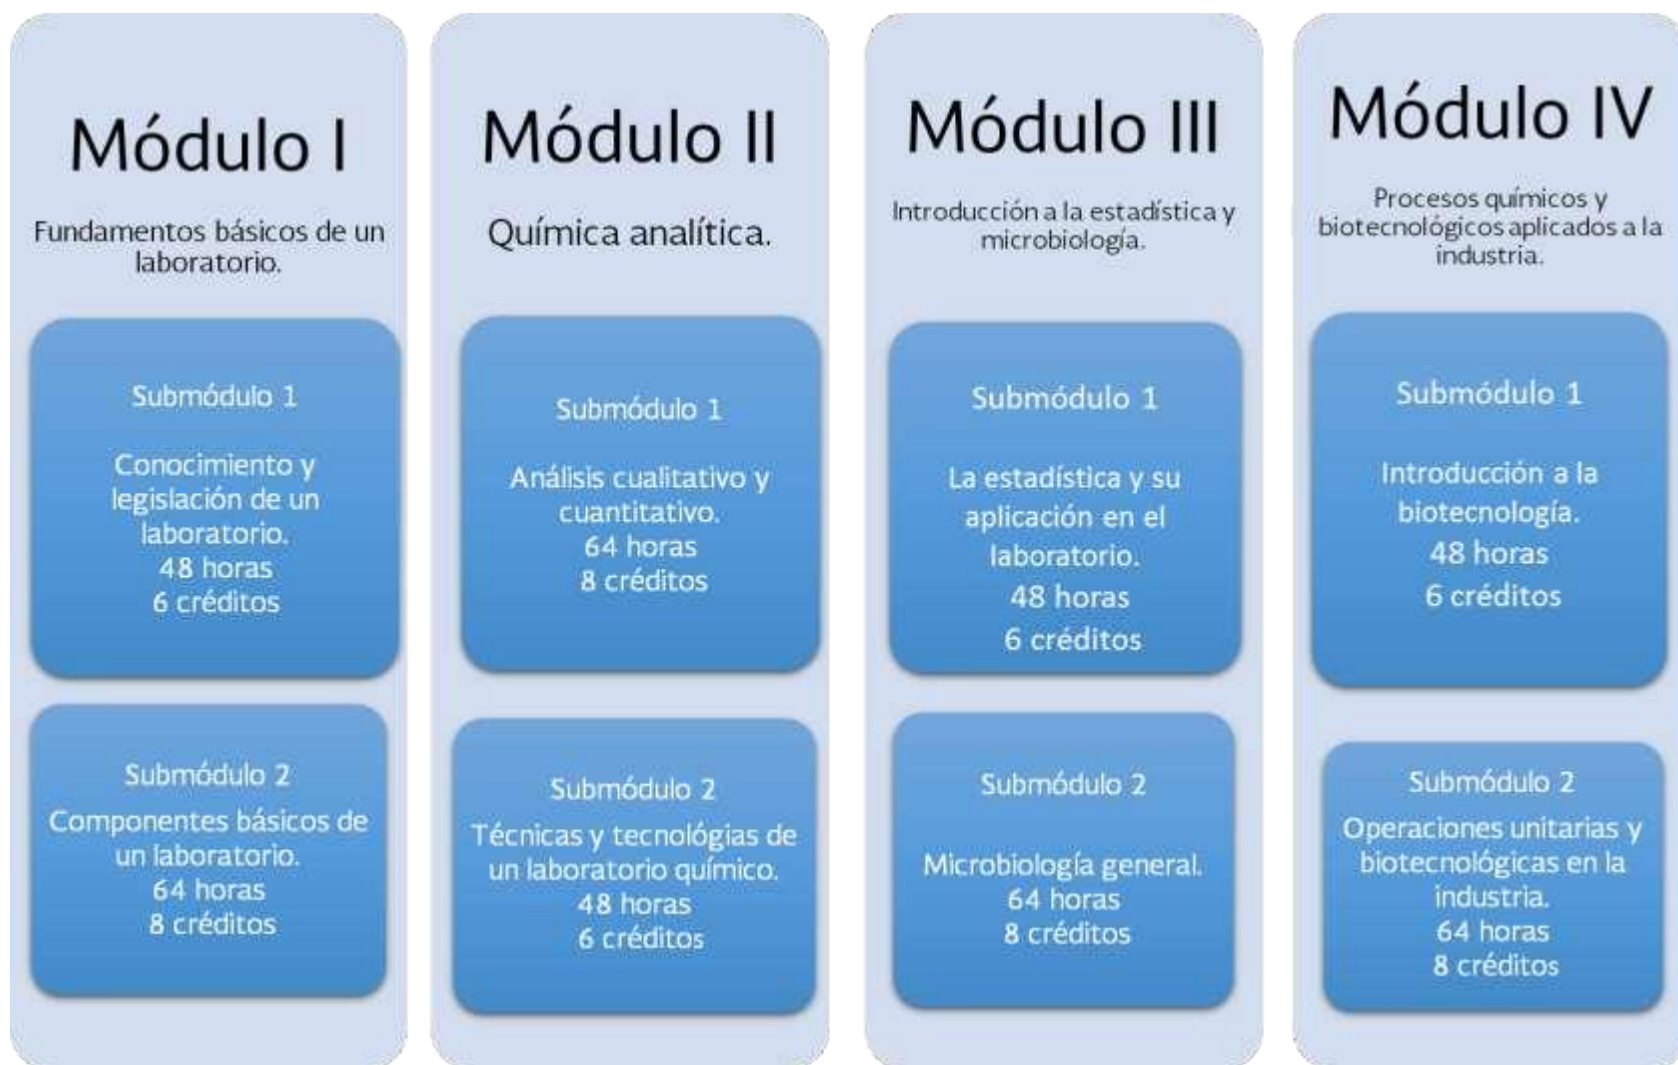 Módulo I
Fundamentos básicos de un
laboratorio.
Submódulo 1
Conocimiento y
legislación de un
laboratorio.
48 horas
6 créditos
Submódulo 2
Componentes básicos de
un laboratorio.
64 horas
8 créditos
Módulo II
Química analítica.
Submódulo 1
Análisis cualitativo y
cuantitativo.
64 horas
8 créditos
Submódulo 2
Técnicas y tecnológias de
un laboratorio químico.
48 horas
6 créditos
Módulo III
Introducción a la estadística y
microbiología.
Submódulo 1
La estadística y su
aplicación en el
laboratorio.
48 horas
6 créditos
Submódulo 2
Microbiología general.
64 horas
8 créditos
Módulo IV
Procesos químicos y
biotecnológicos aplicados a la
industria.
Submódulo 1
Introducción a la
biotecnología.
48 horas
6 créditos
Submódulo 2
Operaciones unitarias y
biotecnológicas en la
industria.
64 horas
8 créditos